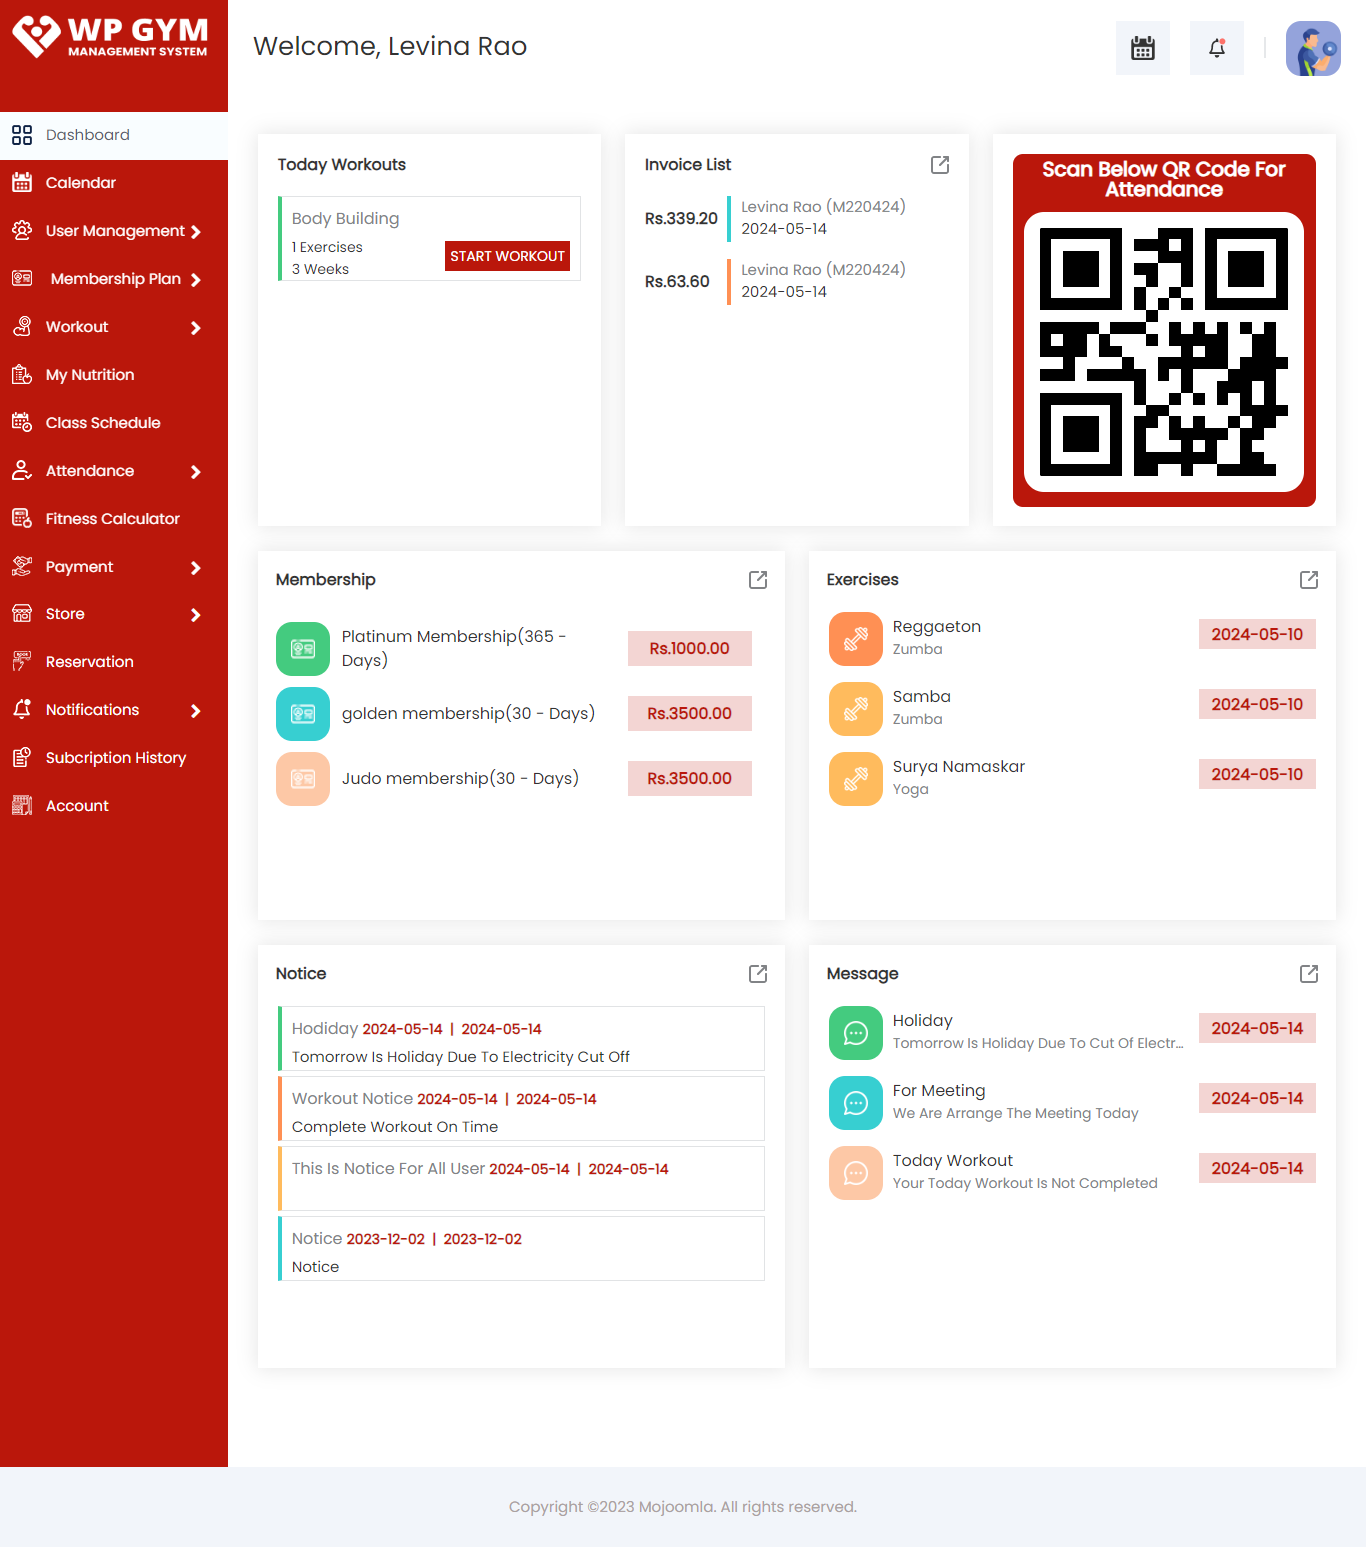 WP GYM
MANAGEMENT SYSTEM
Welcome, Levina Rao
Dashboard
Calendar
User Management
Membership Plan
Workout
My Nutrition
Class Schedule
Attendance
Fitness Calculator
Payment
Store
Reservation
Notifications
Subcription History
Account
Today Workouts
Body Building
1 Exercises
3 Weeks
START WORKOUT
Invoice List
Rs.339.20
Levina Rao (M220424)
2024-05-14
Rs.63.60
Levina Rao (M220424)
2024-05-14
Scan Below QR Code For
Attendance
Membership
Platinum Membership(365 -
Days)
Rs.1000.00
golden membership(30 - Days)
Rs.3500.00
Judo membership(30 - Days)
Rs.3500.00
Exercises
Reggaeton
Zumba
2024-05-10
Samba
Zumba
2024-05-10
Surya Namaskar
Yoga
2024-05-10
Notice
Hodiday 2024-05-14 | 2024-05-14
Tomorrow Is Holiday Due To Electricity Cut Off
Workout Notice 2024-05-14 | 2024-05-14
Complete Workout On Time
This Is Notice For All User 2024-05-14 | 2024-05-14
Notice 2023-12-02 | 2023-12-02
Notice
Message
Holiday
Tomorrow Is Holiday Due To Cut Of Electr...
2024-05-14
For Meeting
We Are Arrange The Meeting Today
2024-05-14
Today Workout
Your Today Workout Is Not Completed
2024-05-14
Copyright ©2023 Mojoomla. All rights reserved.